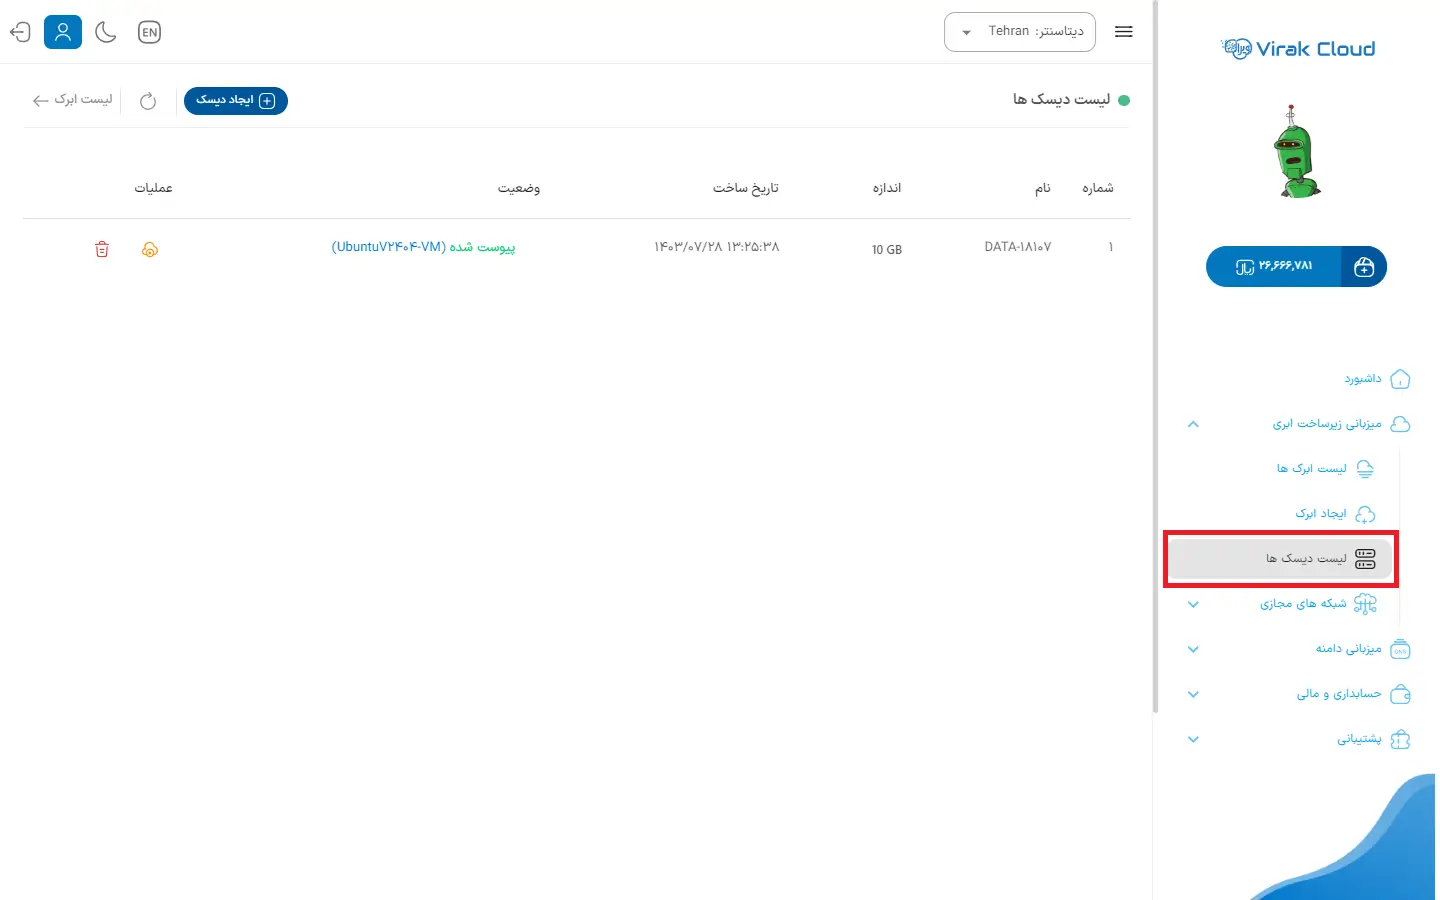 EN
دیتاسنتر: Tehran
Virak Cloud
لیست دیسک ها
ایجاد دیسک
لیست ابرک
شماره
نام
اندازه
تاریخ ساخت
وضعیت
عملیات
۱
DATA-۱۸۱۰۷
10 GB
۱۴۰۳/۰۷/۲۸ ۱۳:۲۵:۳۸
پیوست شده (UbuntuV۲۴۰۴-VM)
۲۶,۶۶۶,۷۸۱ ریال
داشبورد
میزبانی زیرساخت ابری
لیست ابرک ها
ایجاد ابرک
لیست دیسک ها
شبکه های مجازی
میزبانی دامنه
DNS
حسابداری و مالی
پشتیبانی